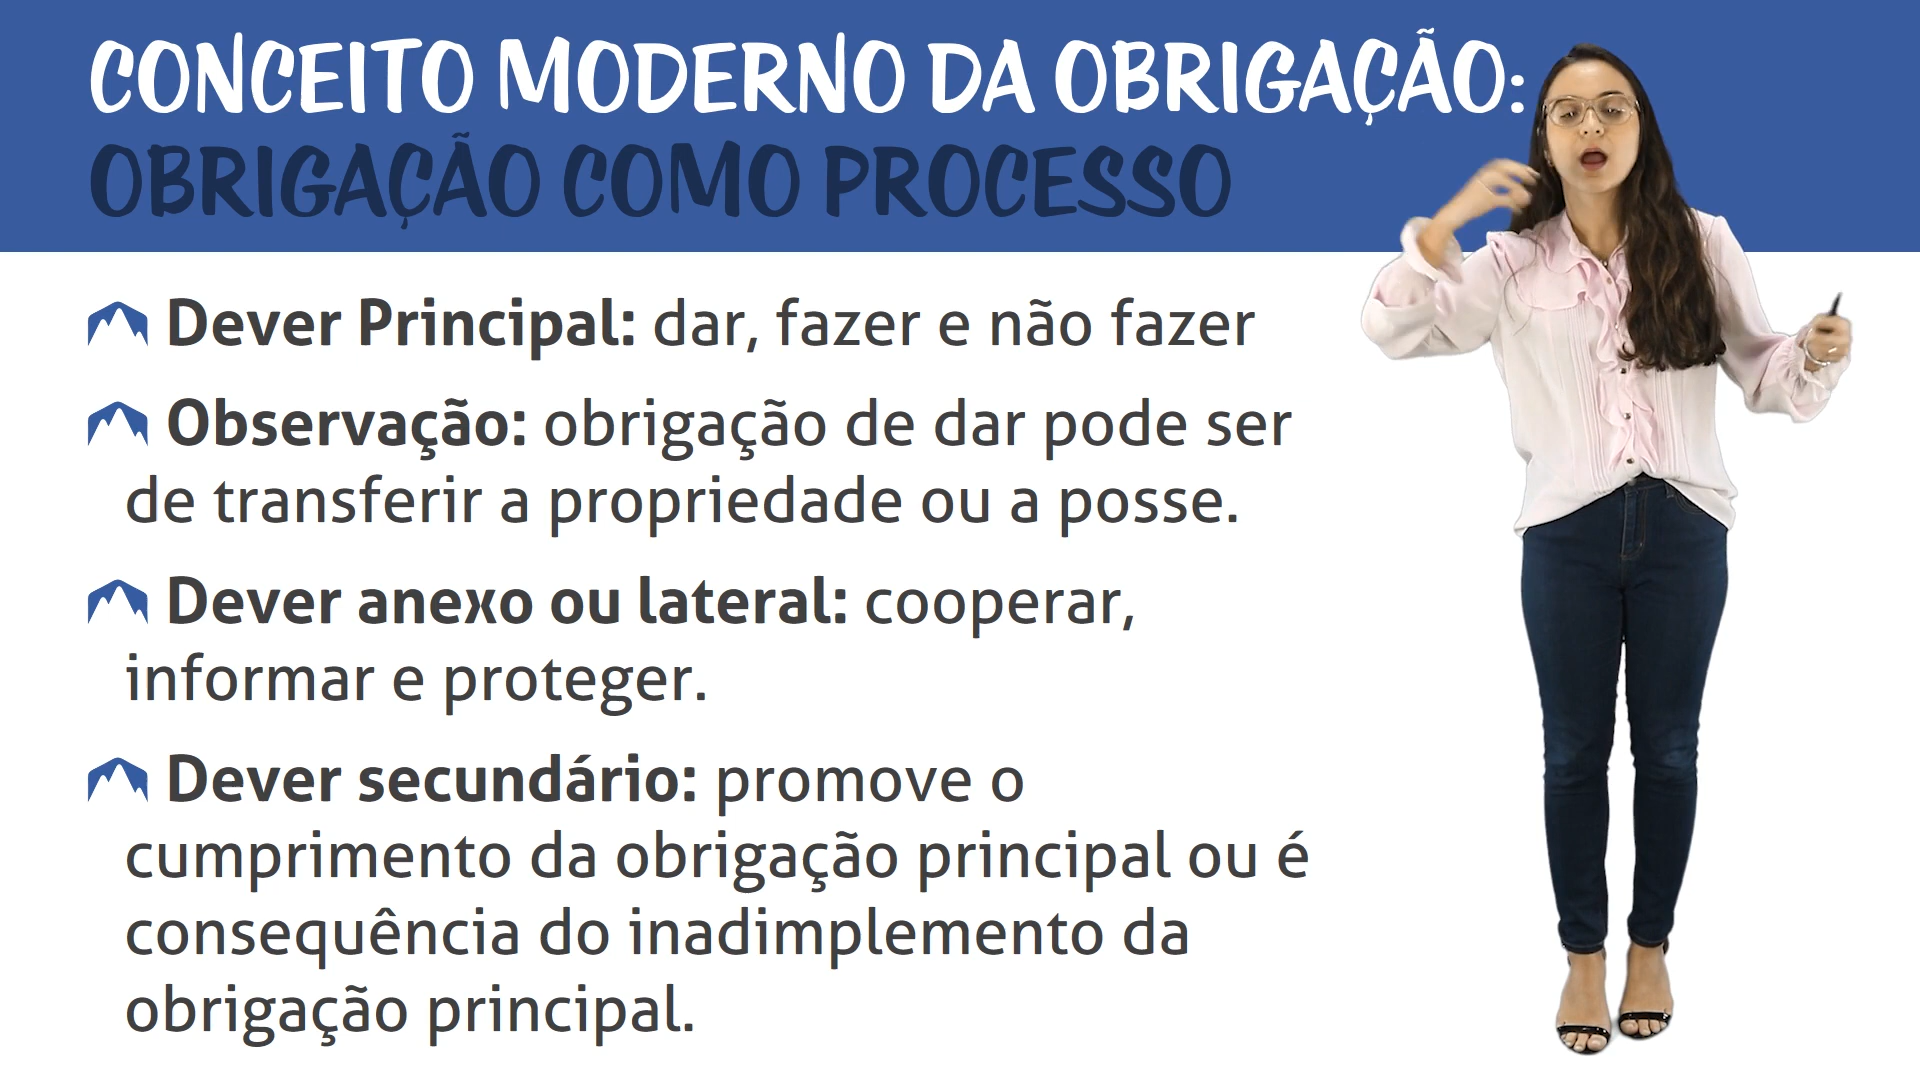 CONCEITO MODERNO DA OBRIGAÇÃO:
OBRIGAÇÃO COMO PROCESSO
Dever Principal: dar, fazer e não fazer
Observação: obrigação de dar pode ser
de transferir a propriedade ou a posse.
Dever anexo ou lateral: cooperar,
informar e proteger.
Dever secundário: promove o
cumprimento da obrigação principal ou é
consequência do inadimplemento da
obrigação principal.